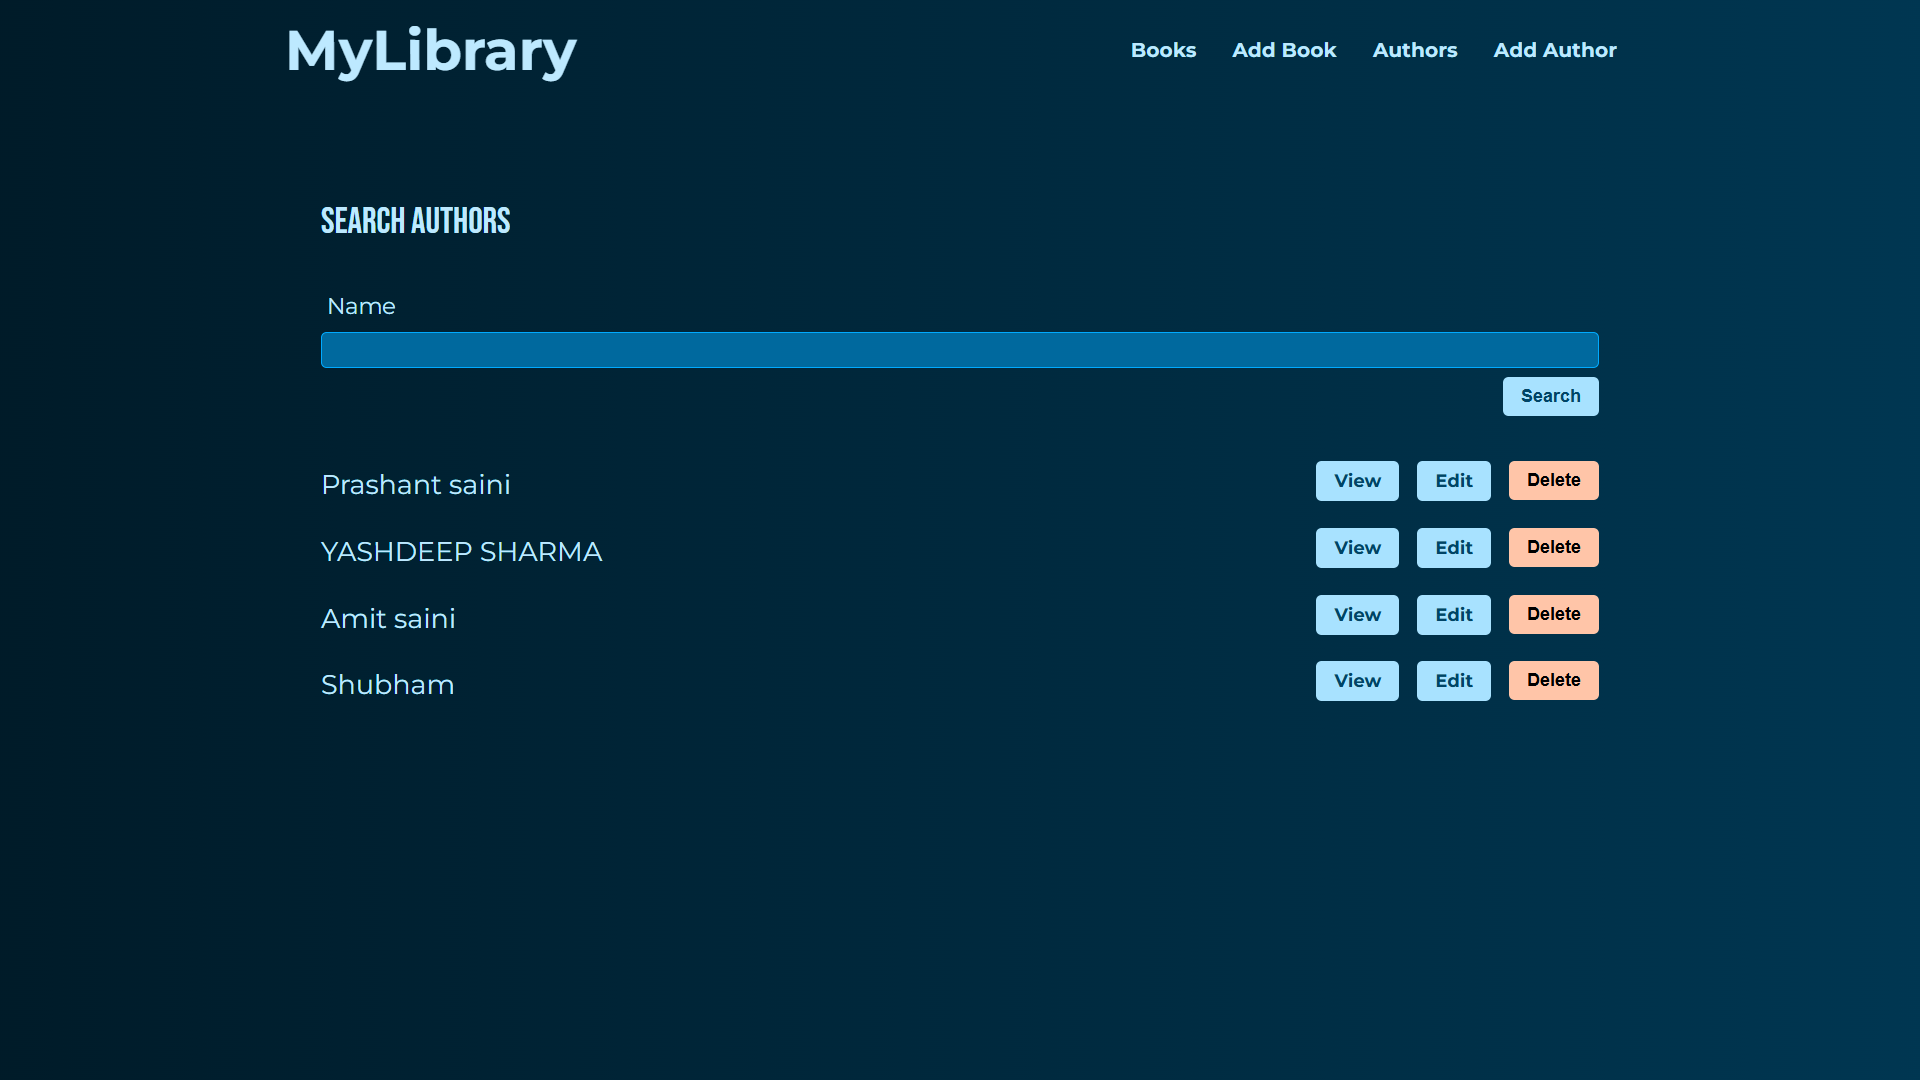 MyLibrary Books Add Book Authors Add Author
SEARCH AUTHORS
Name
Search
Prashant saini View Edit Delete
YASHDEEP SHARMA View Edit Delete
Amit saini View Edit Delete
Shubham View Edit Delete